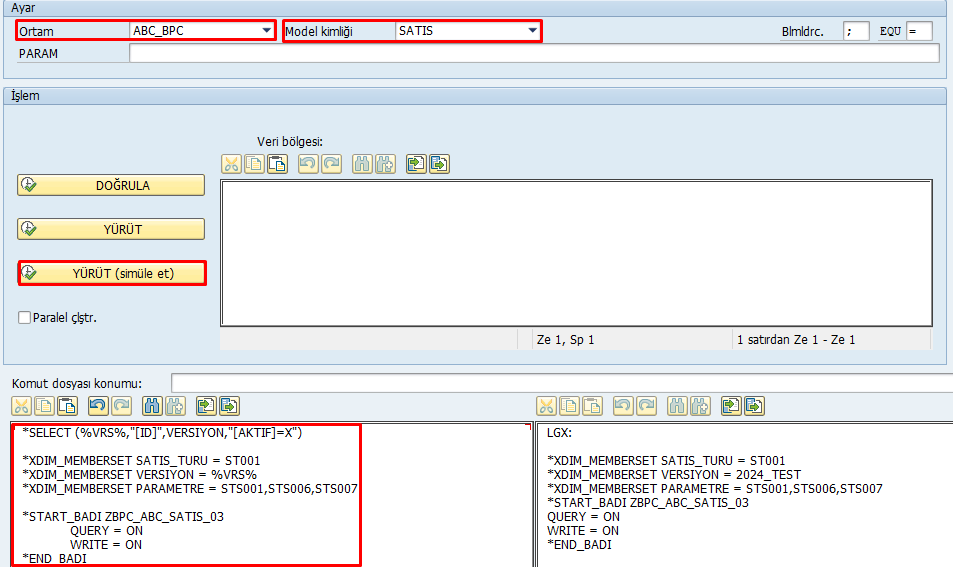 Ayar
Ortam ABC_BPC Model kimliği SATIS Blmldrc. ; EQU =
PARAM
İşlem
Veri bölgesi:
DOĞRULA
YÜRÜT
YÜRÜT (simüle et)
Paralel çlştr.
Ze 1, Sp 1 1 satırdan Ze 1 - Ze 1
Komut dosyası konumu:
*SELECT (%VRS%,"[ID]",VERSIYON,"[AKTIF]=X")
*XDIM_MEMBERSET SATIS_TURU = ST001
*XDIM_MEMBERSET VERSIYON = %VRS%
*XDIM_MEMBERSET PARAMETRE = STS001,STS006,STS007
*START_BADI ZBPC_ABC_SATIS_03
QUERY = ON
WRITE = ON
*END_BADI
LGX:
*XDIM_MEMBERSET SATIS_TURU = ST001
*XDIM_MEMBERSET VERSIYON = 2024_TEST
*XDIM_MEMBERSET PARAMETRE = STS001,STS006,STS007
*START_BADI ZBPC_ABC_SATIS_03
QUERY = ON
WRITE = ON
*END_BADI